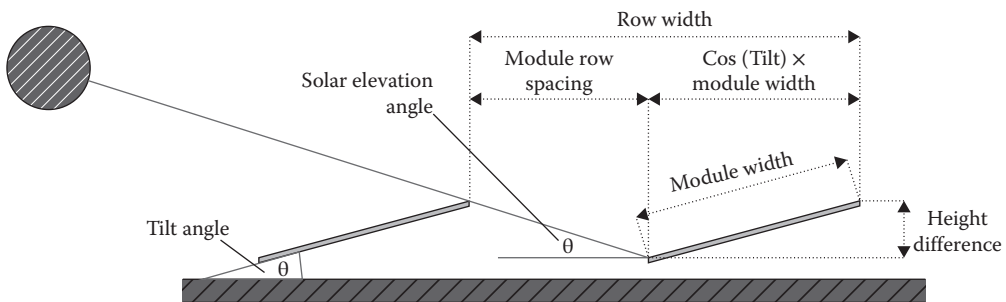 Row width
Solar elevation
angle
Module row
spacing
Cos (Tilt) ×
module width
Module width
Tilt angle
θ
θ
Height
difference